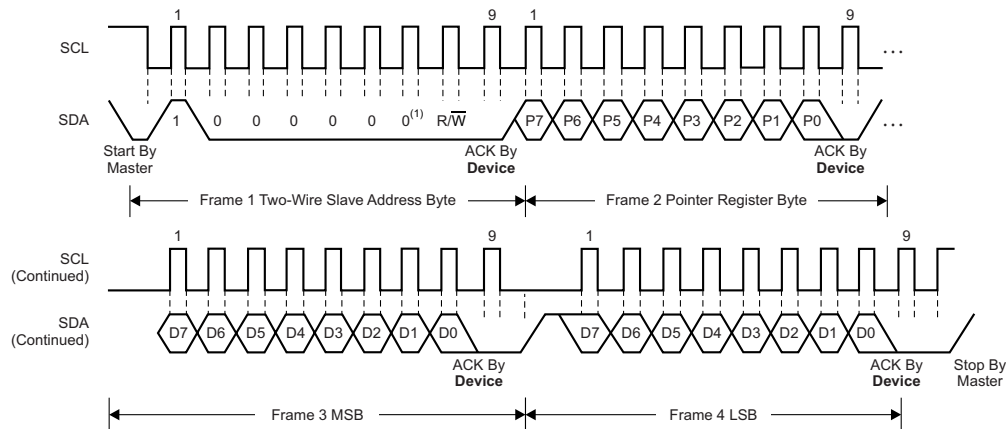 1 9 1 9
SCL ...
SDA 1 0 0 0 0 0 0(1) R/W̅ P7 P6 P5 P4 P3 P2 P1 P0 ...
Start By Master
ACK By Device
ACK By Device
Frame 1 Two-Wire Slave Address Byte
Frame 2 Pointer Register Byte
1 9 1 9
SCL (Continued)
SDA (Continued) D7 D6 D5 D4 D3 D2 D1 D0 D7 D6 D5 D4 D3 D2 D1 D0
ACK By Device
ACK By Device
Stop By Master
Frame 3 MSB
Frame 4 LSB